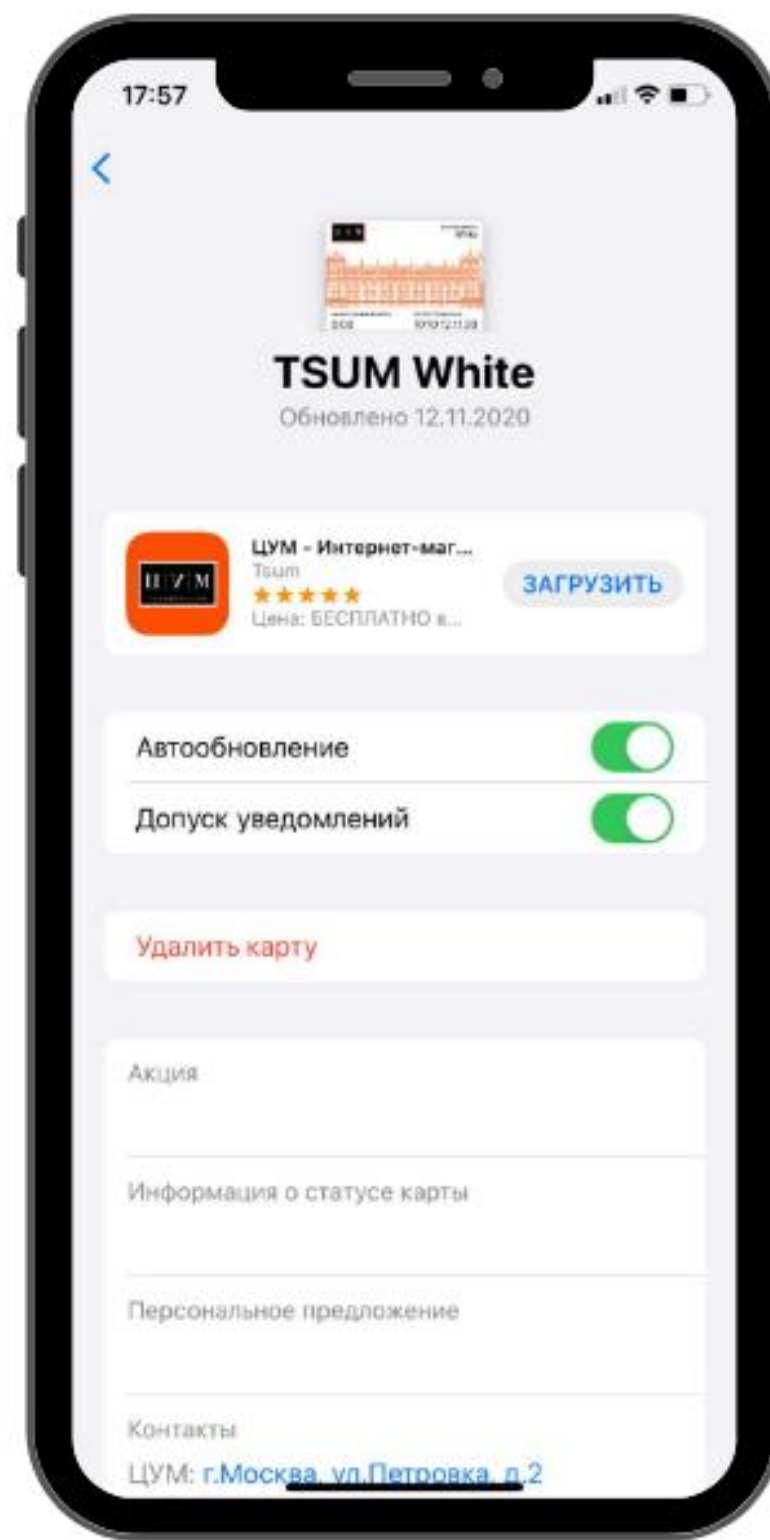 17:57
TSUM White
Обновлено 12.11.2020
ЦУМ - Интернет-маг...
Tsum
Ц У М
ЗАГРУЗИТЬ
Цена: БЕСПЛАТНО в...
Автообновление
Допуск уведомлений
Удалить карту
Акция
Информация о статусе карты
Персональное предложение
Контакты
ЦУМ: г.Москва, ул.Петровка, д.2